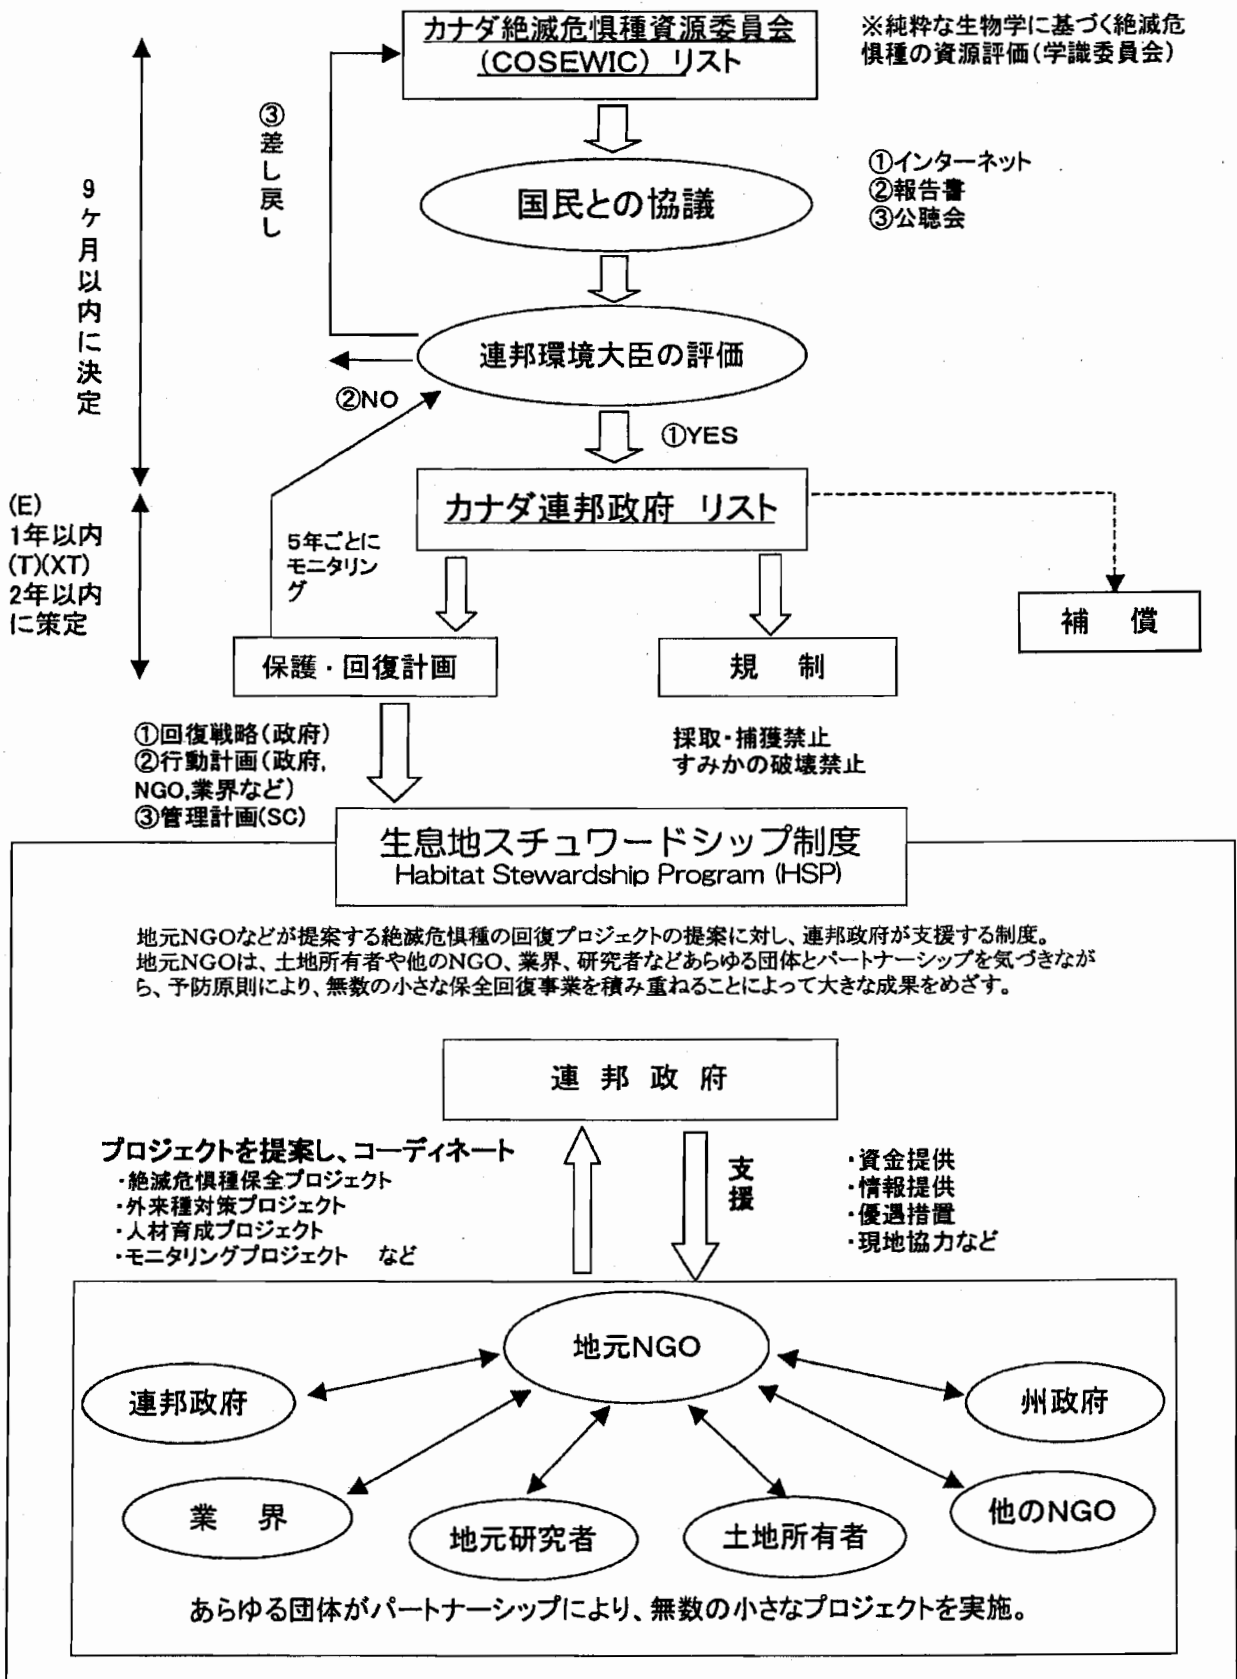 カナダ絶滅危惧種資源委員会
(COSEWIC) リスト
※純粋な生物学に基づく絶滅危
惧種の資源評価(学識委員会)
③差し戻し
9ヶ月以内に決定
国民との協議
①インターネット
②報告書
③公聴会
連邦環境大臣の評価
②NO
①YES
カナダ連邦政府 リスト
(E)
1年以内
(T)(XT)
2年以内
に策定
5年ごとに
モニタリン
グ
補 償
保護・回復計画
規 制
①回復戦略(政府)
②行動計画(政府,
NGO,業界など)
③管理計画(SC)
採取・捕獲禁止
すみかの破壊禁止
生息地スチュワードシップ制度
Habitat Stewardship Program (HSP)
地元NGOなどが提案する絶滅危惧種の回復プロジェクトの提案に対し、連邦政府が支援する制度。
地元NGOは、土地所有者や他のNGO、業界、研究者などあらゆる団体とパートナーシップを気づきなが
ら、予防原則により、無数の小さな保全回復事業を積み重ねることによって大きな成果をめざす。
連 邦 政 府
プロジェクトを提案し、コーディネート
・絶滅危惧種保全プロジェクト
・外来種対策プロジェクト
・人材育成プロジェクト
・モニタリングプロジェクト など
支援
・資金提供
・情報提供
・優遇措置
・現地協力など
地元NGO
連邦政府
州政府
業 界
地元研究者
土地所有者
他のNGO
あらゆる団体がパートナーシップにより、無数の小さなプロジェクトを実施。